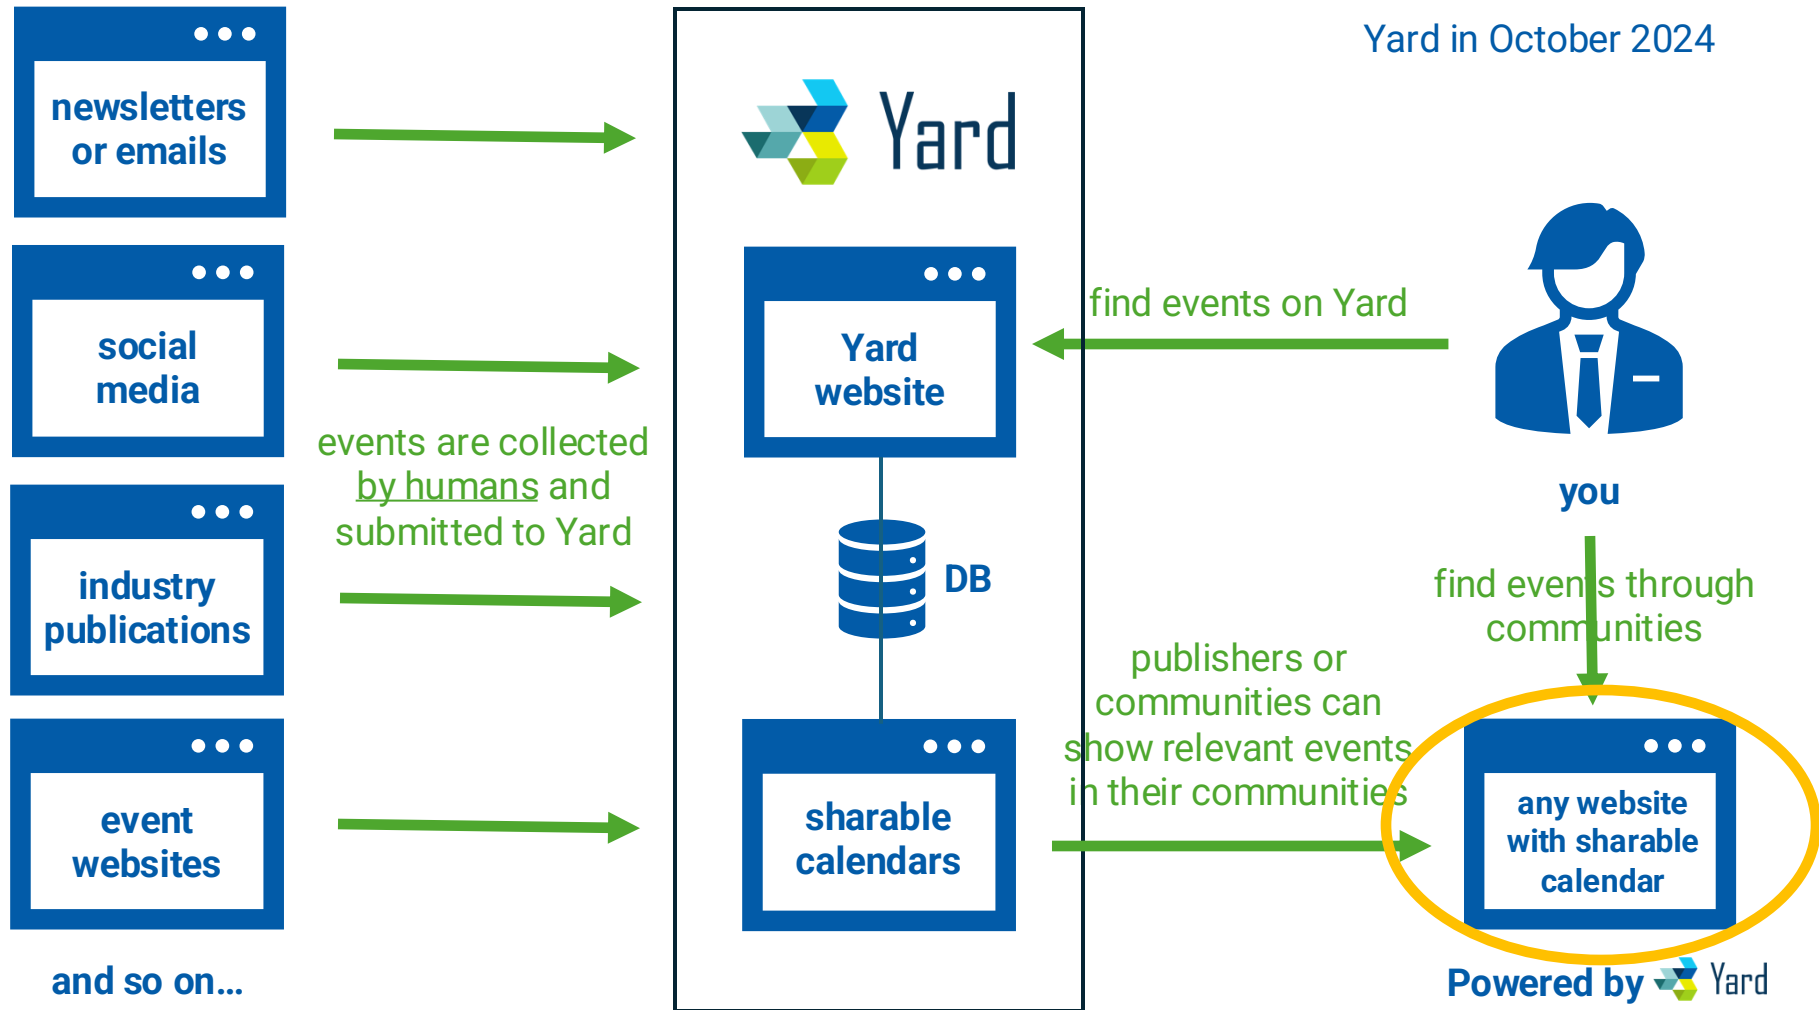 Yard in October 2024
newsletters
or emails
social
media
events are collected
by humans and
submitted to Yard
industry
publications
event
websites
and so on...
Yard
Yard
website
DB
sharable
calendars
find events on Yard
you
find events through
communities
publishers or
communities can
show relevant events
in their communities
any website
with sharable
calendar
Powered by Yard